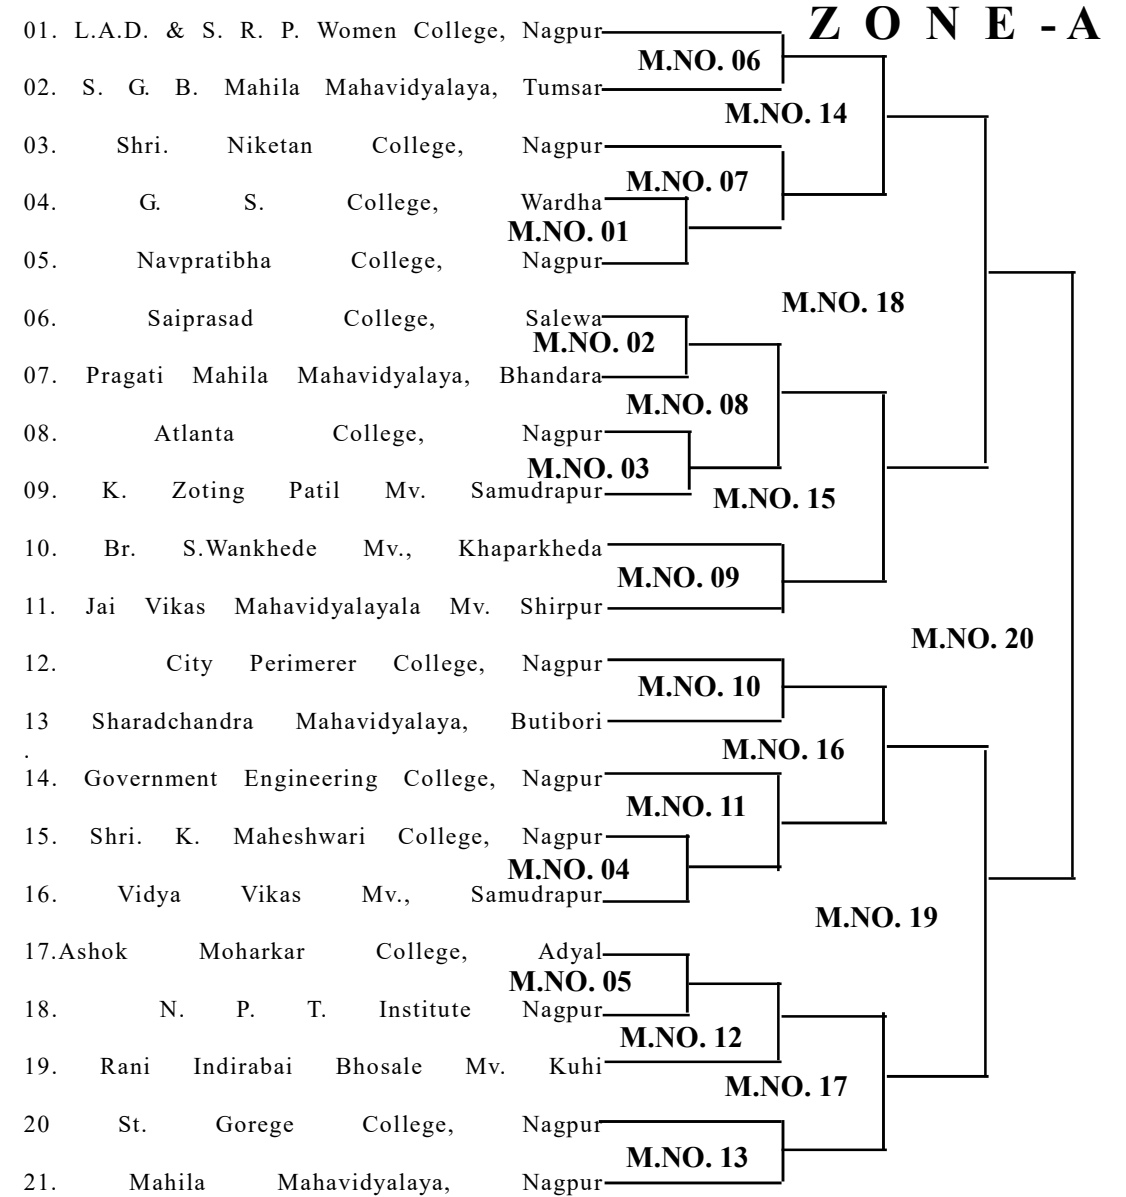 Z O N E - A
01. L.A.D. & S. R. P. Women College, Nagpur
M.NO. 06
02. S. G. B. Mahila Mahavidyalaya, Tumsar
M.NO. 14
03. Shri. Niketan College, Nagpur
M.NO. 07
04. G. S. College, Wardha
M.NO. 01
05. Navpratibha College, Nagpur
M.NO. 18
06. Saiprasad College, Salewa
M.NO. 02
07. Pragati Mahila Mahavidyalaya, Bhandara
M.NO. 08
08. Atlanta College, Nagpur
M.NO. 03
09. K. Zoting Patil Mv. Samudrapur
M.NO. 15
10. Br. S.Wankhede Mv., Khaparkheda
M.NO. 09
11. Jai Vikas Mahavidyalayala Mv. Shirpur
M.NO. 20
12. City Perimerer College, Nagpur
M.NO. 10
13 Sharadchandra Mahavidyalaya, Butibori
.
M.NO. 16
14. Government Engineering College, Nagpur
M.NO. 11
15. Shri. K. Maheshwari College, Nagpur
M.NO. 04
16. Vidya Vikas Mv., Samudrapur
M.NO. 19
17.Ashok Moharkar College, Adyal
M.NO. 05
18. N. P. T. Institute Nagpur
M.NO. 12
19. Rani Indirabai Bhosale Mv. Kuhi
M.NO. 17
20 St. Gorege College, Nagpur
M.NO. 13
21. Mahila Mahavidyalaya, Nagpur